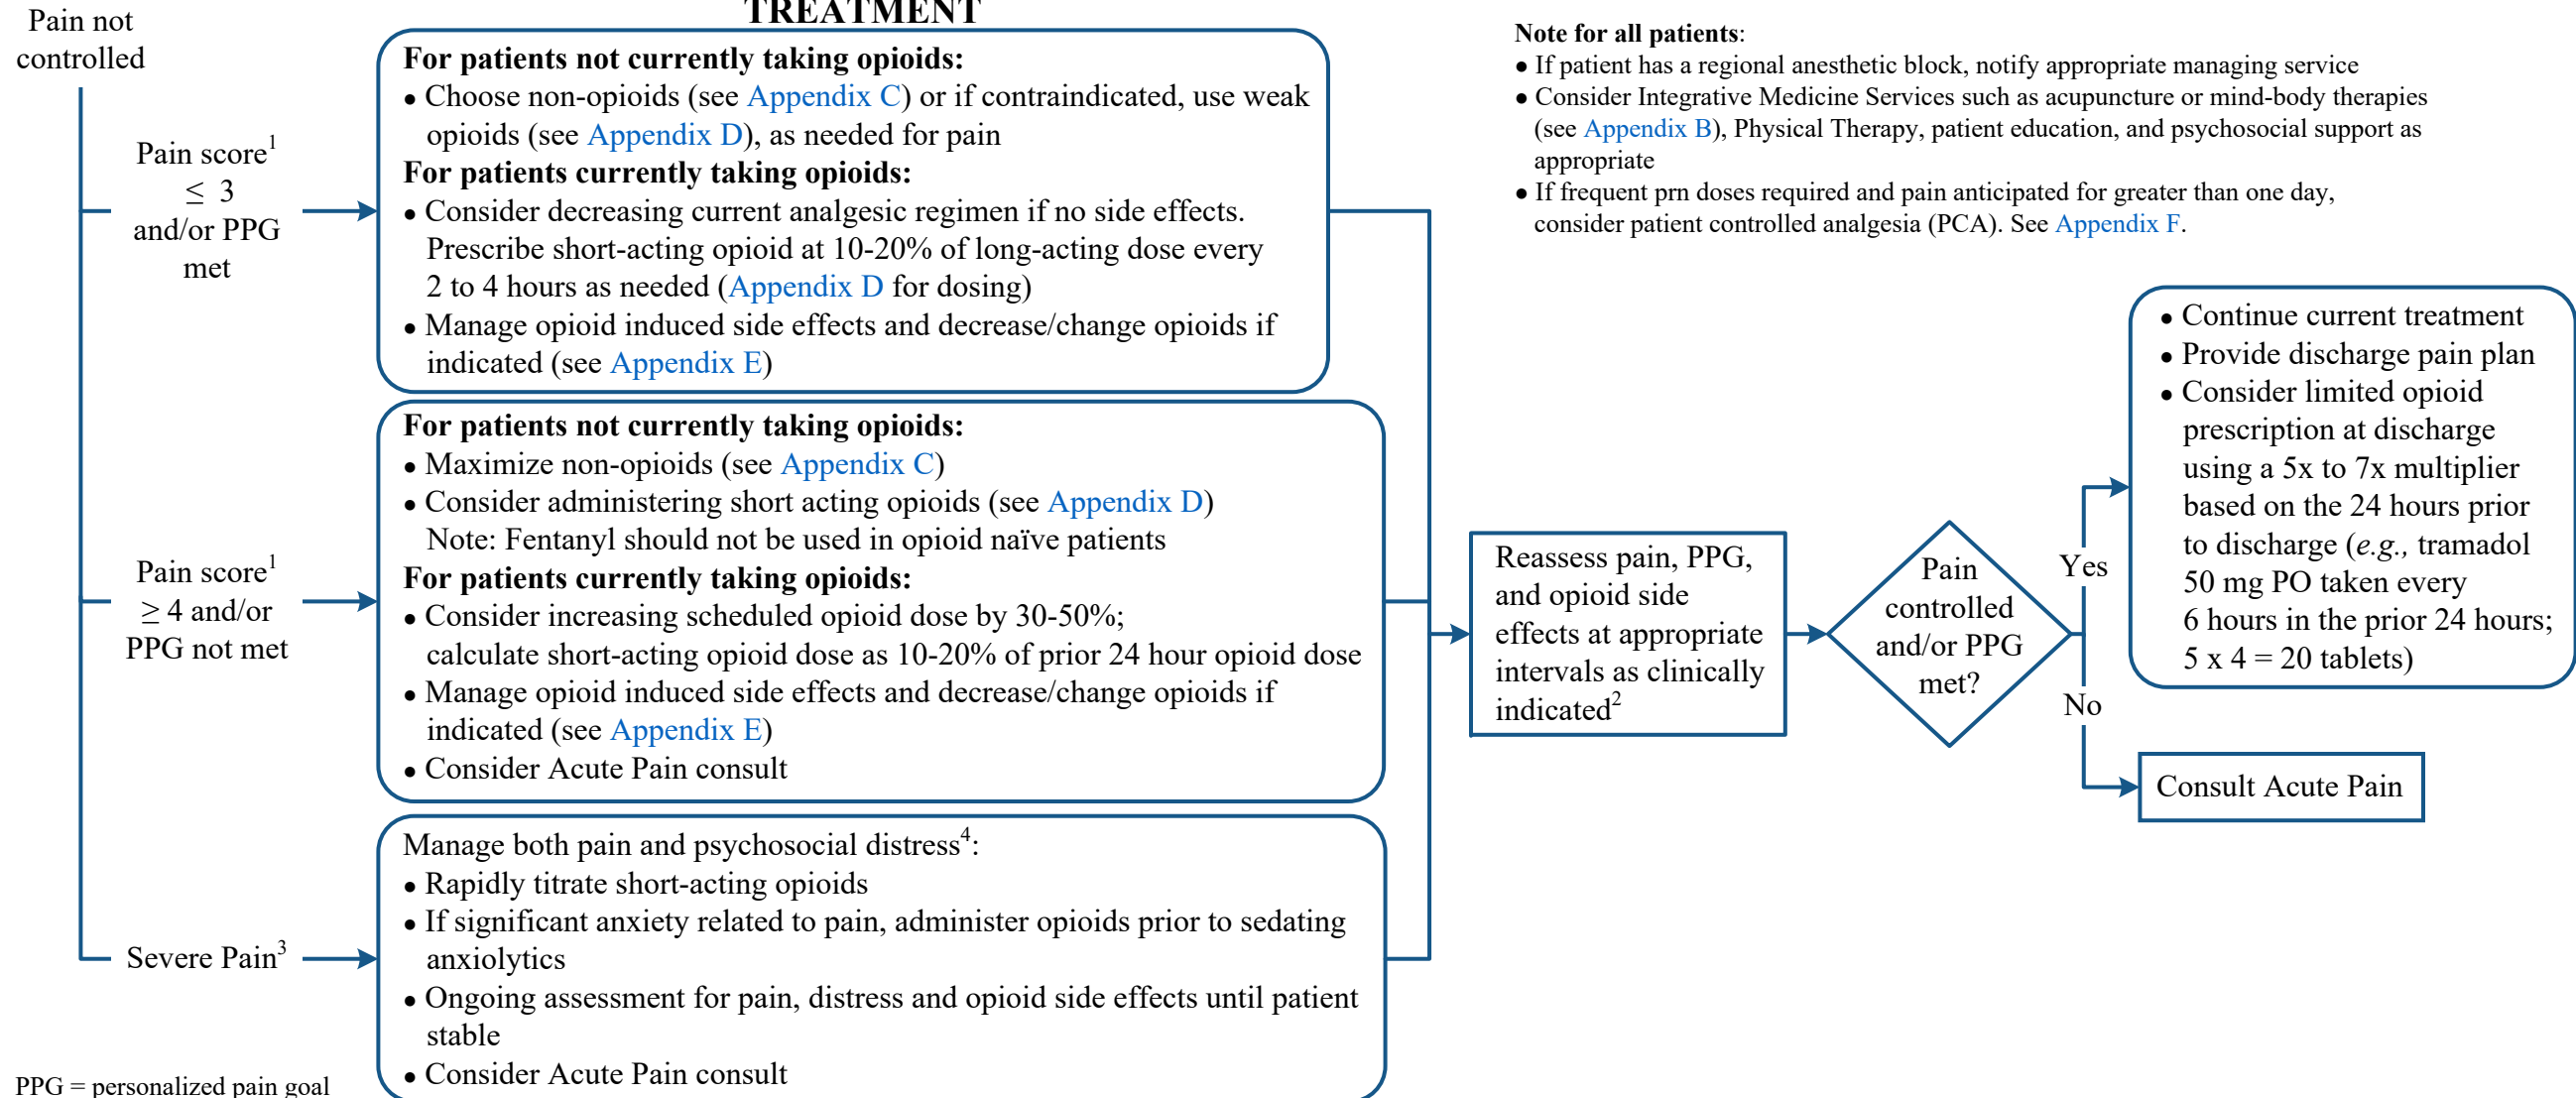 TREATMENT
Pain not
controlled
Pain score1
≤ 3
and/or PPG
met
For patients not currently taking opioids:
● Choose non-opioids (see Appendix C) or if contraindicated, use weak
opioids (see Appendix D), as needed for pain
For patients currently taking opioids:
● Consider decreasing current analgesic regimen if no side effects.
Prescribe short-acting opioid at 10-20% of long-acting dose every
2 to 4 hours as needed (Appendix D for dosing)
● Manage opioid induced side effects and decrease/change opioids if
indicated (see Appendix E)
Pain score1
≥ 4 and/or
PPG not met
For patients not currently taking opioids:
● Maximize non-opioids (see Appendix C)
● Consider administering short acting opioids (see Appendix D)
Note: Fentanyl should not be used in opioid naïve patients
For patients currently taking opioids:
● Consider increasing scheduled opioid dose by 30-50%;
calculate short-acting opioid dose as 10-20% of prior 24 hour opioid dose
● Manage opioid induced side effects and decrease/change opioids if
indicated (see Appendix E)
● Consider Acute Pain consult
Severe Pain3
Manage both pain and psychosocial distress4:
● Rapidly titrate short-acting opioids
● If significant anxiety related to pain, administer opioids prior to sedating
anxiolytics
● Ongoing assessment for pain, distress and opioid side effects until patient
stable
● Consider Acute Pain consult
Note for all patients:
● If patient has a regional anesthetic block, notify appropriate managing service
● Consider Integrative Medicine Services such as acupuncture or mind-body therapies
(see Appendix B), Physical Therapy, patient education, and psychosocial support as
appropriate
● If frequent prn doses required and pain anticipated for greater than one day,
consider patient controlled analgesia (PCA). See Appendix F.
Reassess pain, PPG,
and opioid side
effects at appropriate
intervals as clinically
indicated2
Pain
controlled
and/or PPG
met?
Yes
● Continue current treatment
● Provide discharge pain plan
● Consider limited opioid
prescription at discharge
using a 5x to 7x multiplier
based on the 24 hours prior
to discharge (e.g., tramadol
50 mg PO taken every
6 hours in the prior 24 hours;
5 x 4 = 20 tablets)
No
Consult Acute Pain
PPG = personalized pain goal